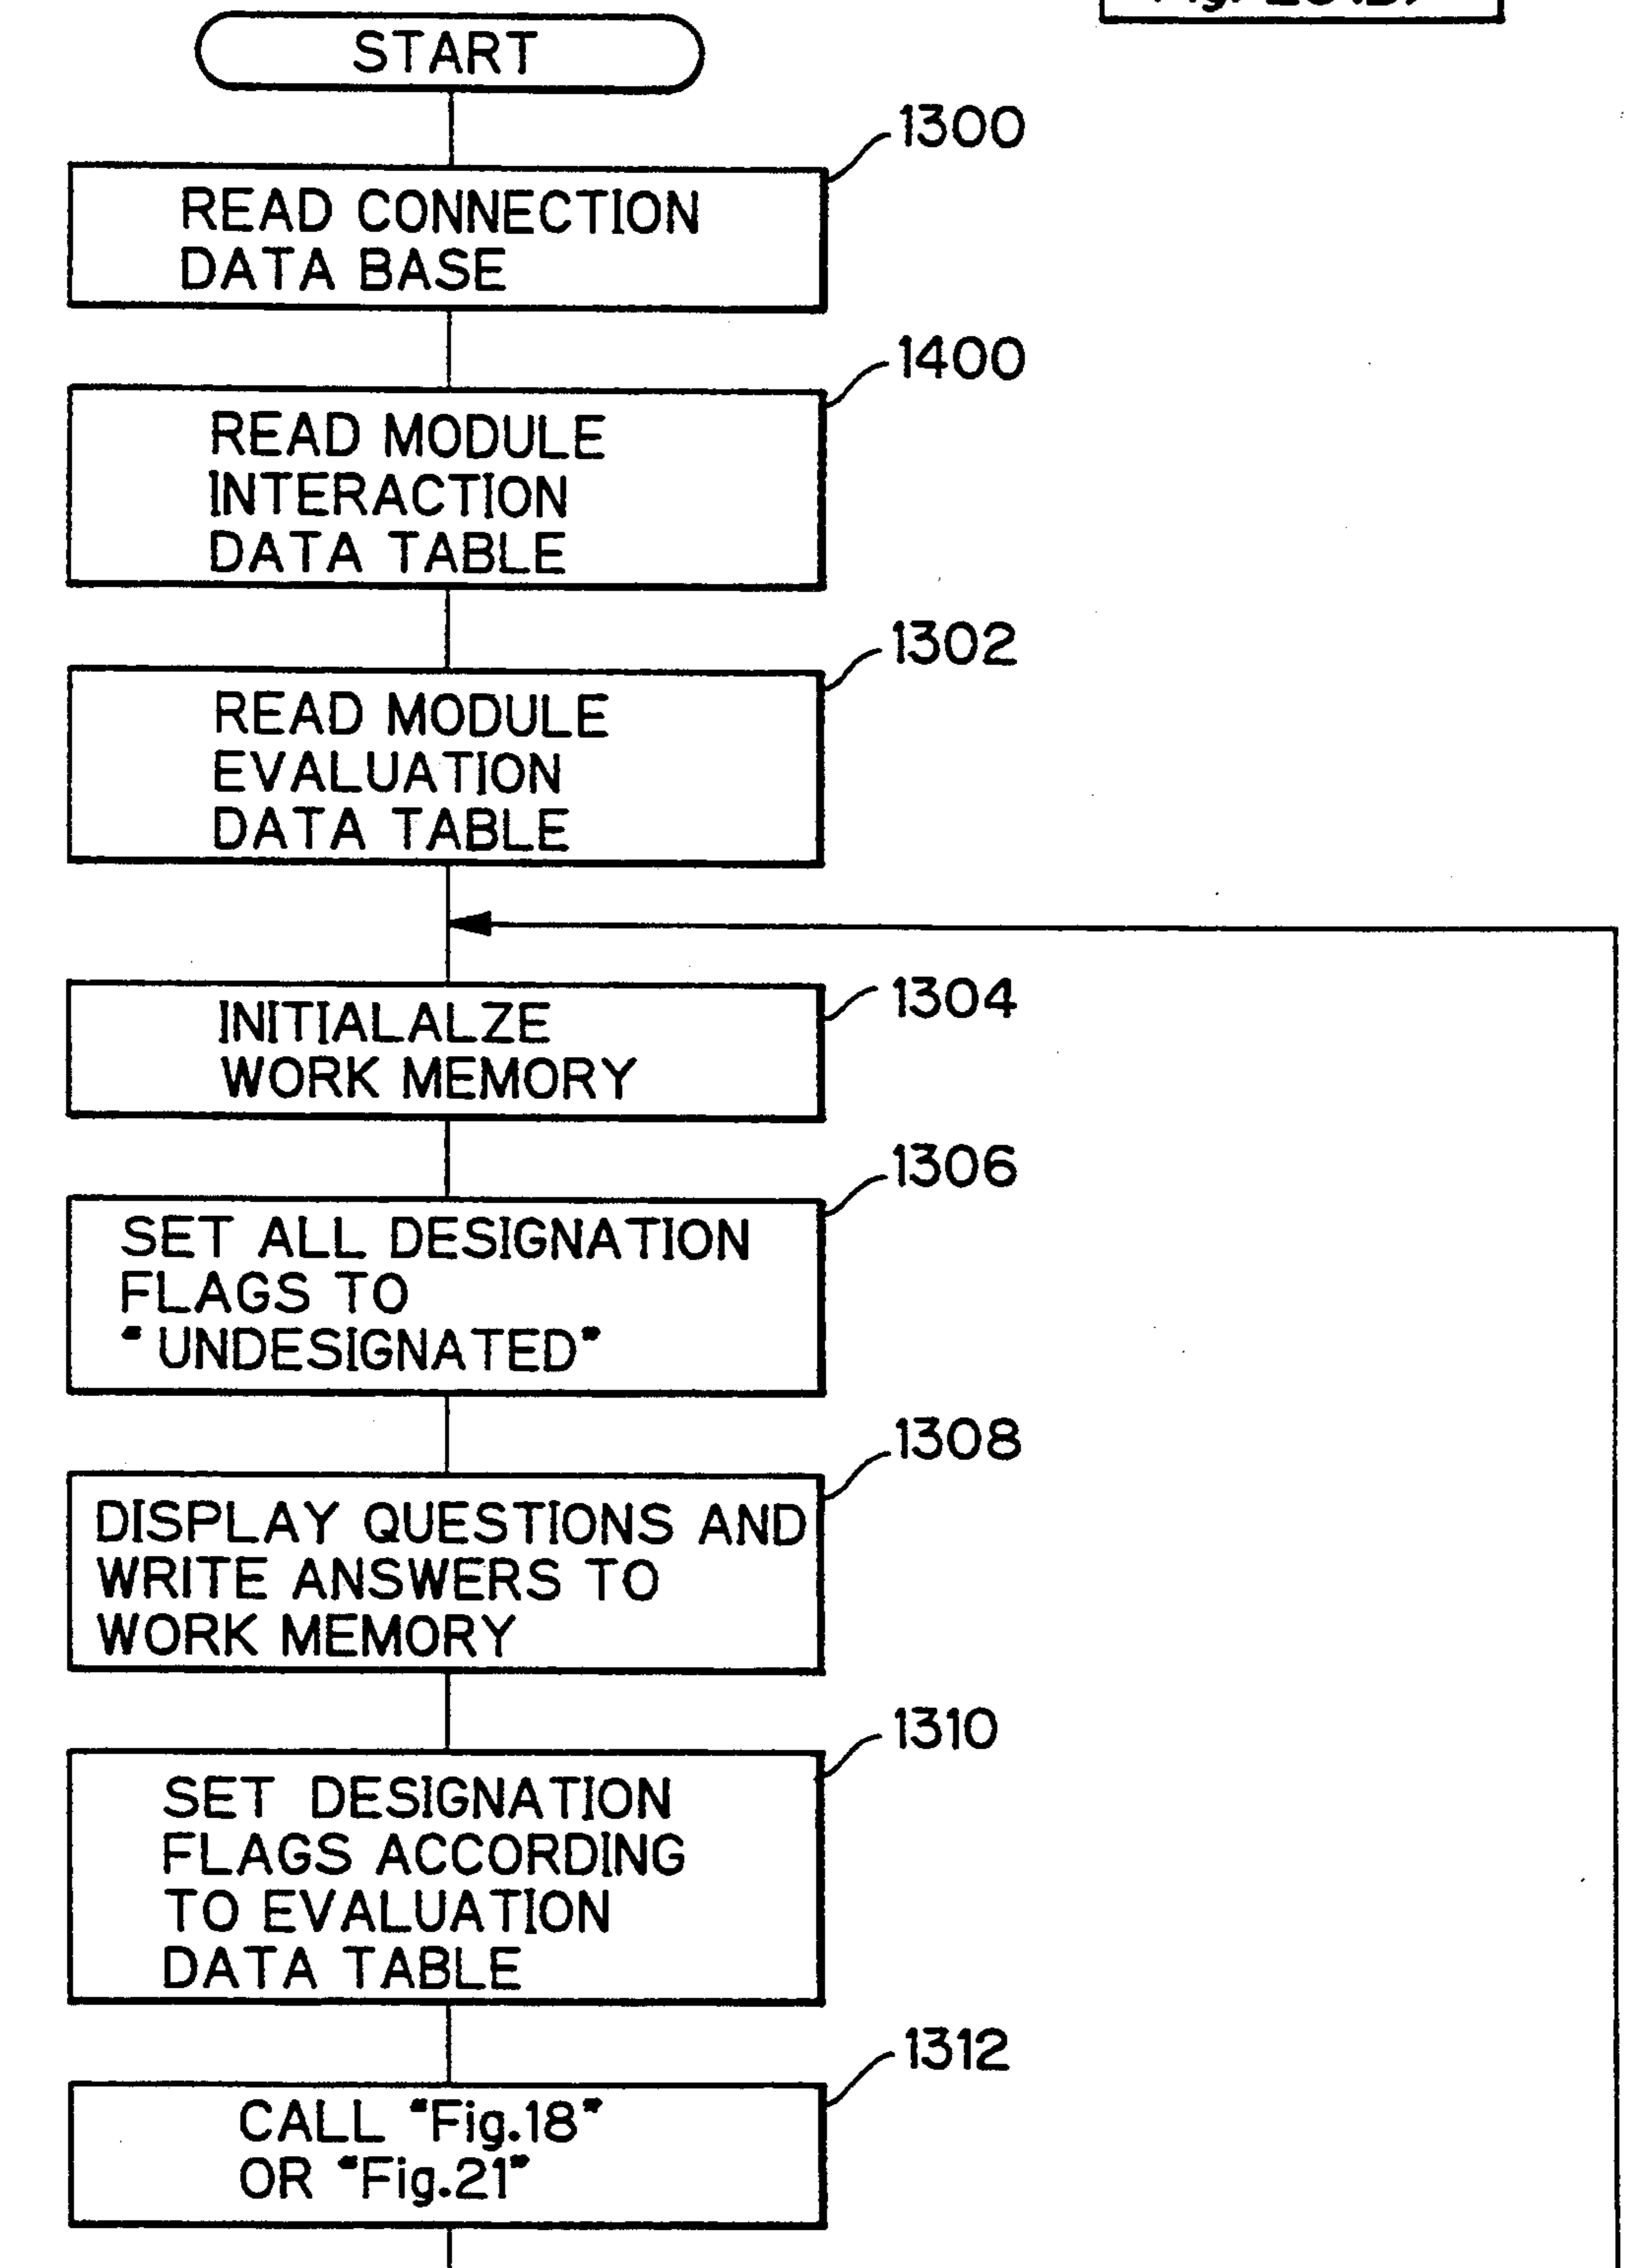 START
1300
READ CONNECTION
DATA BASE
1400
READ MODULE
INTERACTION
DATA TABLE
1302
READ MODULE
EVALUATION
DATA TABLE
1304
INITIALALZE
WORK MEMORY
1306
SET ALL DESIGNATION
FLAGS TO
"UNDESIGNATED"
1308
DISPLAY QUESTIONS AND
WRITE ANSWERS TO
WORK MEMORY
1310
SET DESIGNATION
FLAGS ACCORDING
TO EVALUATION
DATA TABLE
1312
CALL "Fig.18"
OR "Fig.21"